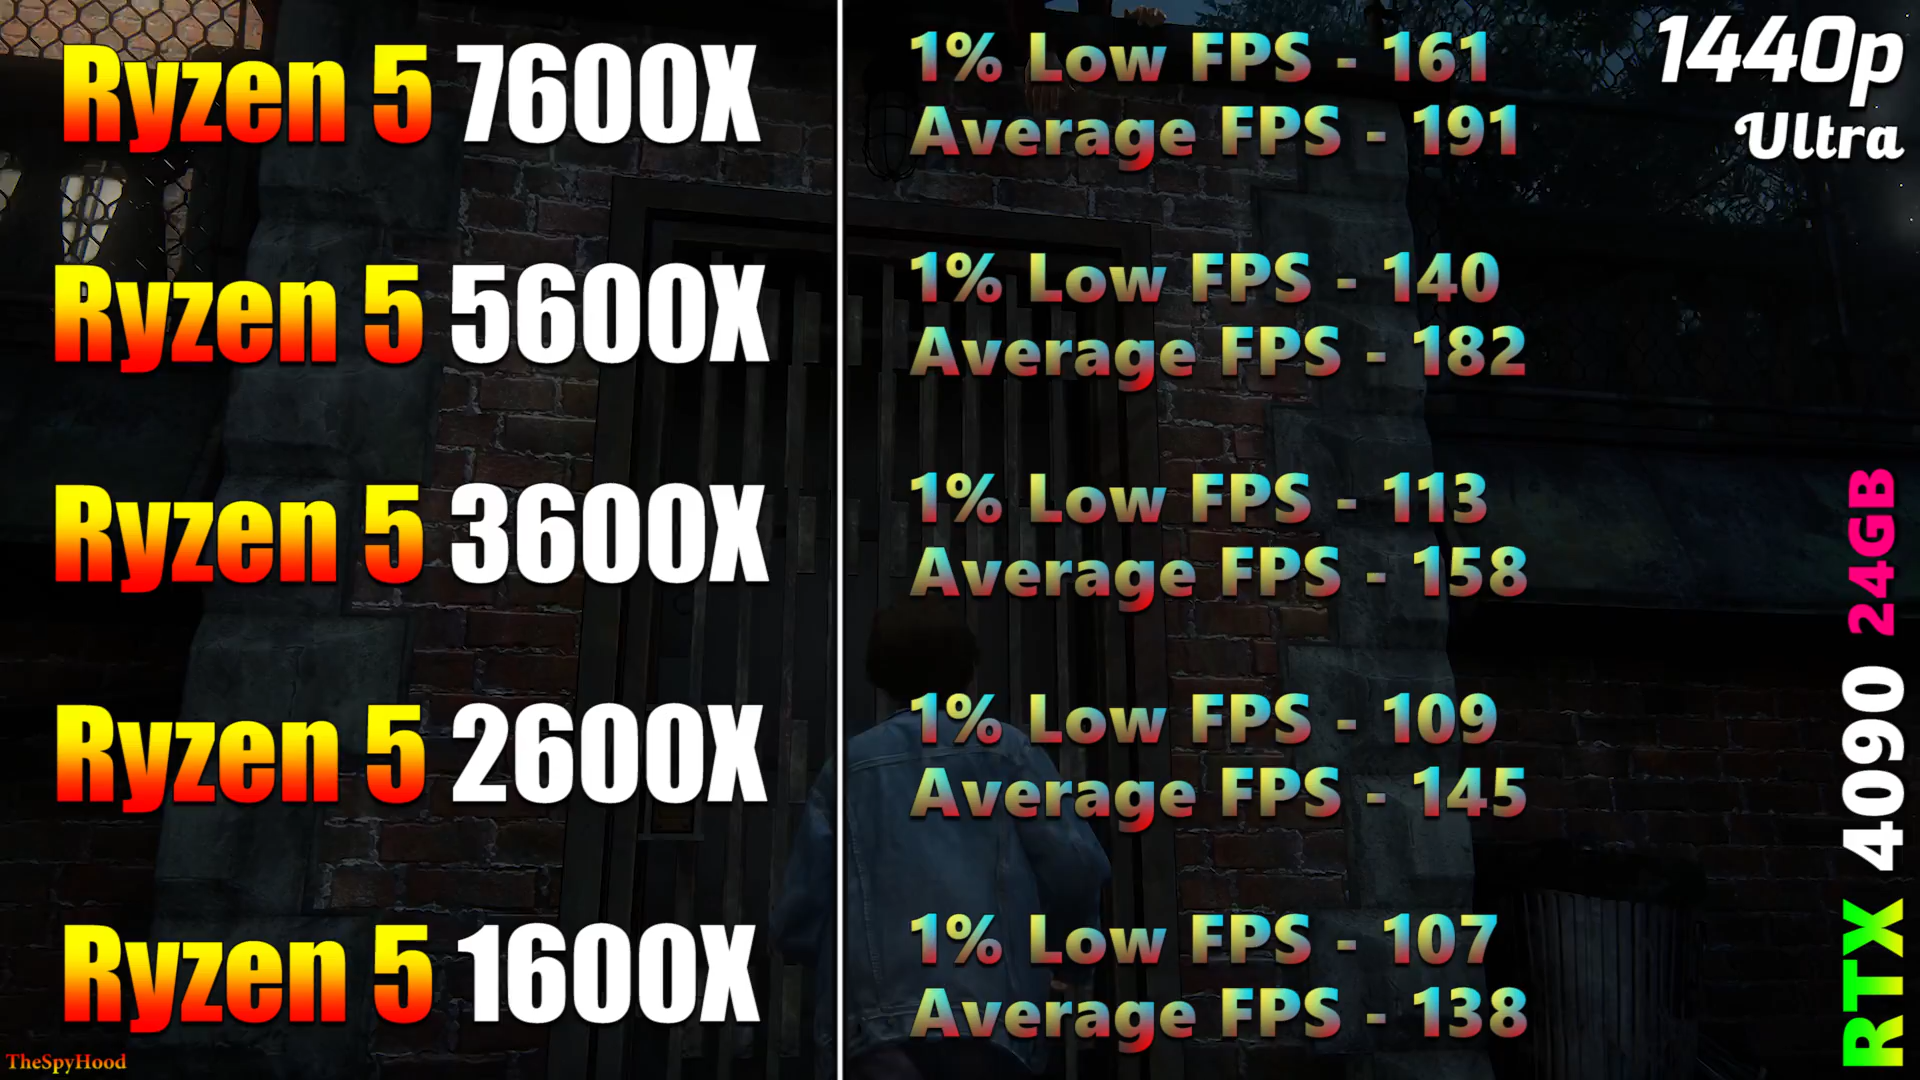 Ryzen 5 7600X
1% Low FPS - 161
Average FPS - 191
1440p
Ultra
Ryzen 5 5600X
1% Low FPS - 140
Average FPS - 182
Ryzen 5 3600X
1% Low FPS - 113
Average FPS - 158
Ryzen 5 2600X
1% Low FPS - 109
Average FPS - 145
Ryzen 5 1600X
1% Low FPS - 107
Average FPS - 138
RTX 4090 24GB
TheSpyHood